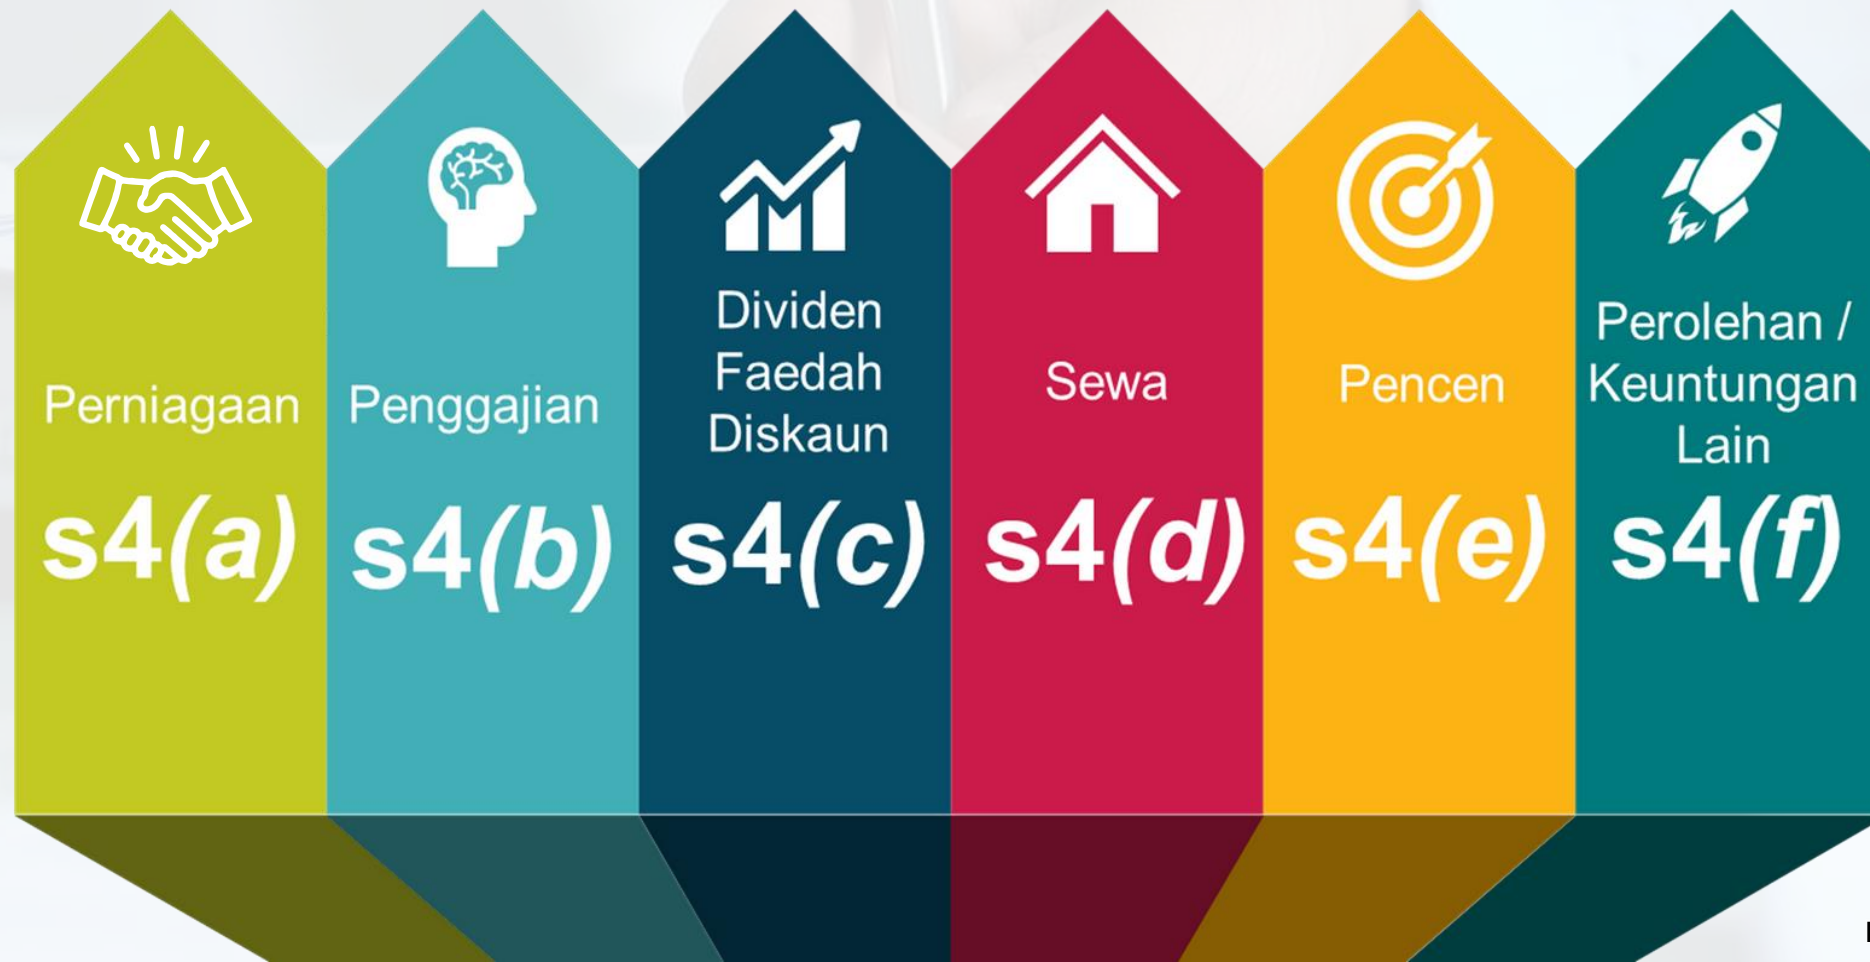 Perniagaan
s4(a)
Penggajian
s4(b)
Dividen
Faedah
Diskaun
s4(c)
Sewa
s4(d)
Pencen
s4(e)
Perolehan /
Keuntungan
Lain
s4(f)